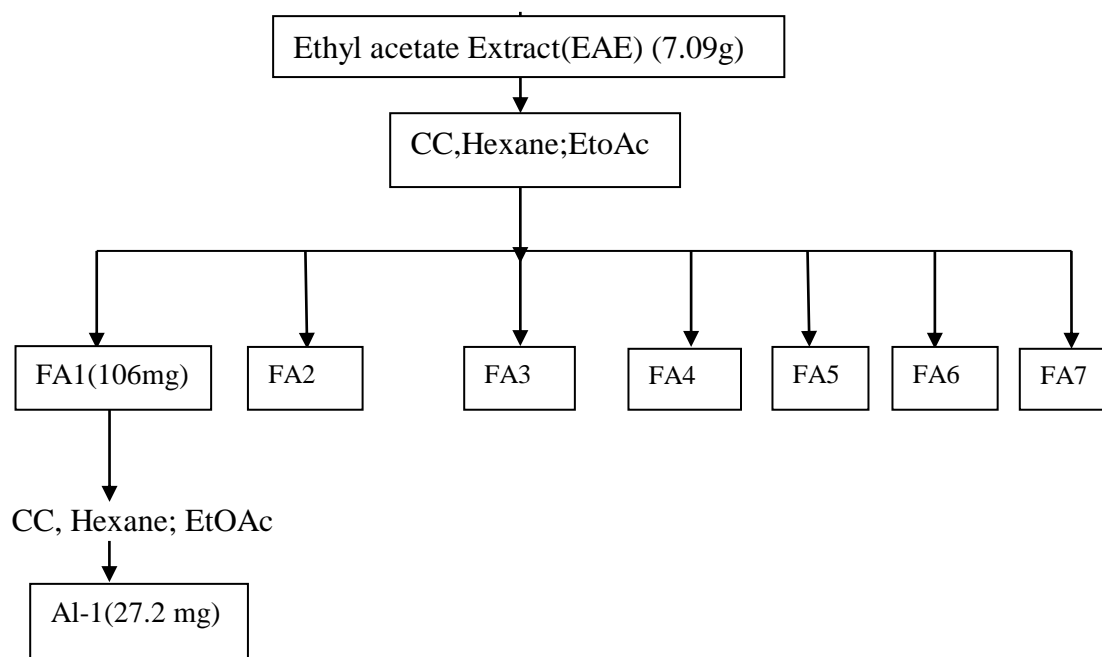 Ethyl acetate Extract(EAE) (7.09g)
CC,Hexane;EtoAc
FA1(106mg)
FA2
FA3
FA4
FA5
FA6
FA7
CC, Hexane; EtOAc
Al-1(27.2 mg)